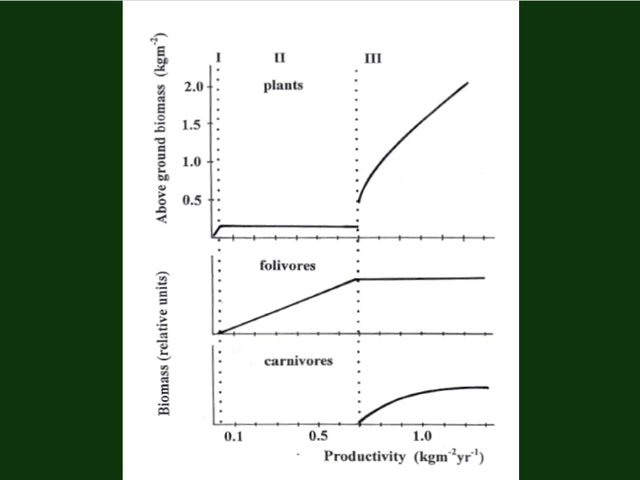 I II III
plants
Above ground biomass (kgm⁻²)
2.0
1.5
1.0
0.5
folivores
Biomass (relative units)
carnivores
0.1 0.5 1.0
Productivity (kgm⁻²yr⁻¹)